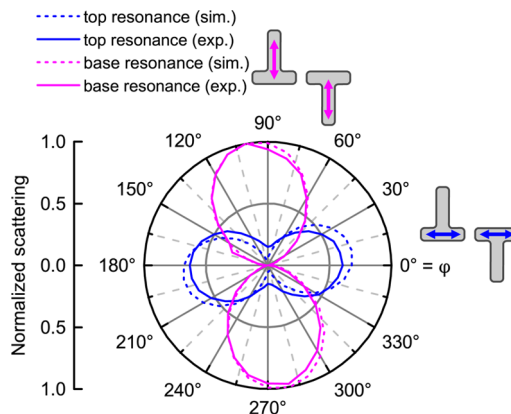 top resonance (sim.)
top resonance (exp.)
base resonance (sim.)
base resonance (exp.)
90°
120°
60°
1.0
150°
30°
0.5
Normalized scattering
0.0
180°
0° = φ
0.5
210°
330°
1.0
240°
300°
270°